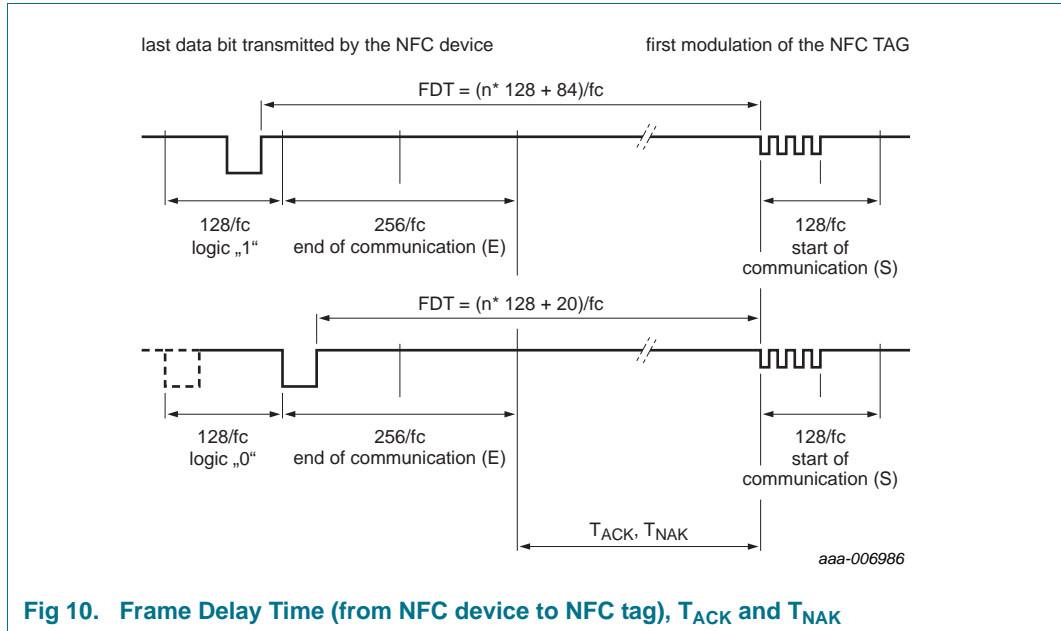 last data bit transmitted by the NFC device
first modulation of the NFC TAG
FDT = (n* 128 + 84)/fc
128/fc
logic „1“
256/fc
end of communication (E)
128/fc
start of
communication (S)
FDT = (n* 128 + 20)/fc
128/fc
logic „0“
256/fc
end of communication (E)
128/fc
start of
communication (S)
TACK, TNAK
aaa-006986
Fig 10. Frame Delay Time (from NFC device to NFC tag), TACK and TNAK